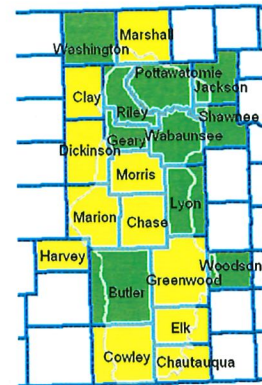 Marshall
Washington
Pottawatomie
Jackson
Clay
Riley
Shawnee
Geary
Wabaunsee
Dickinson
Morris
Lyon
Marion
Chase
Harvey
Woodson
Greenwood
Butler
Elk
Cowley
Chautauqua